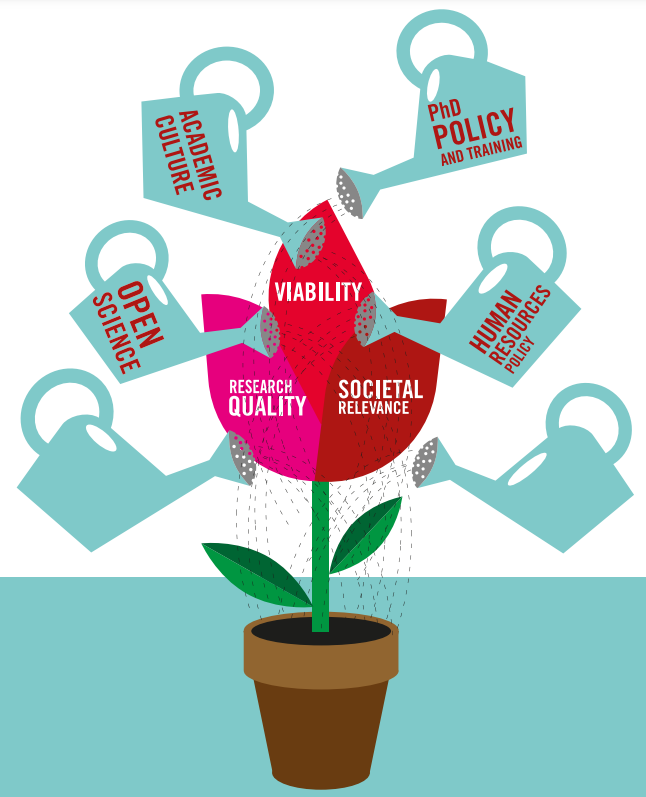 ACADEMIC
CULTURE
PhD
POLICY
AND TRAINING
OPEN
SCIENCE
HUMAN
RESOURCES
POLICY
VIABILITY
RESEARCH
QUALITY
SOCIETAL
RELEVANCE